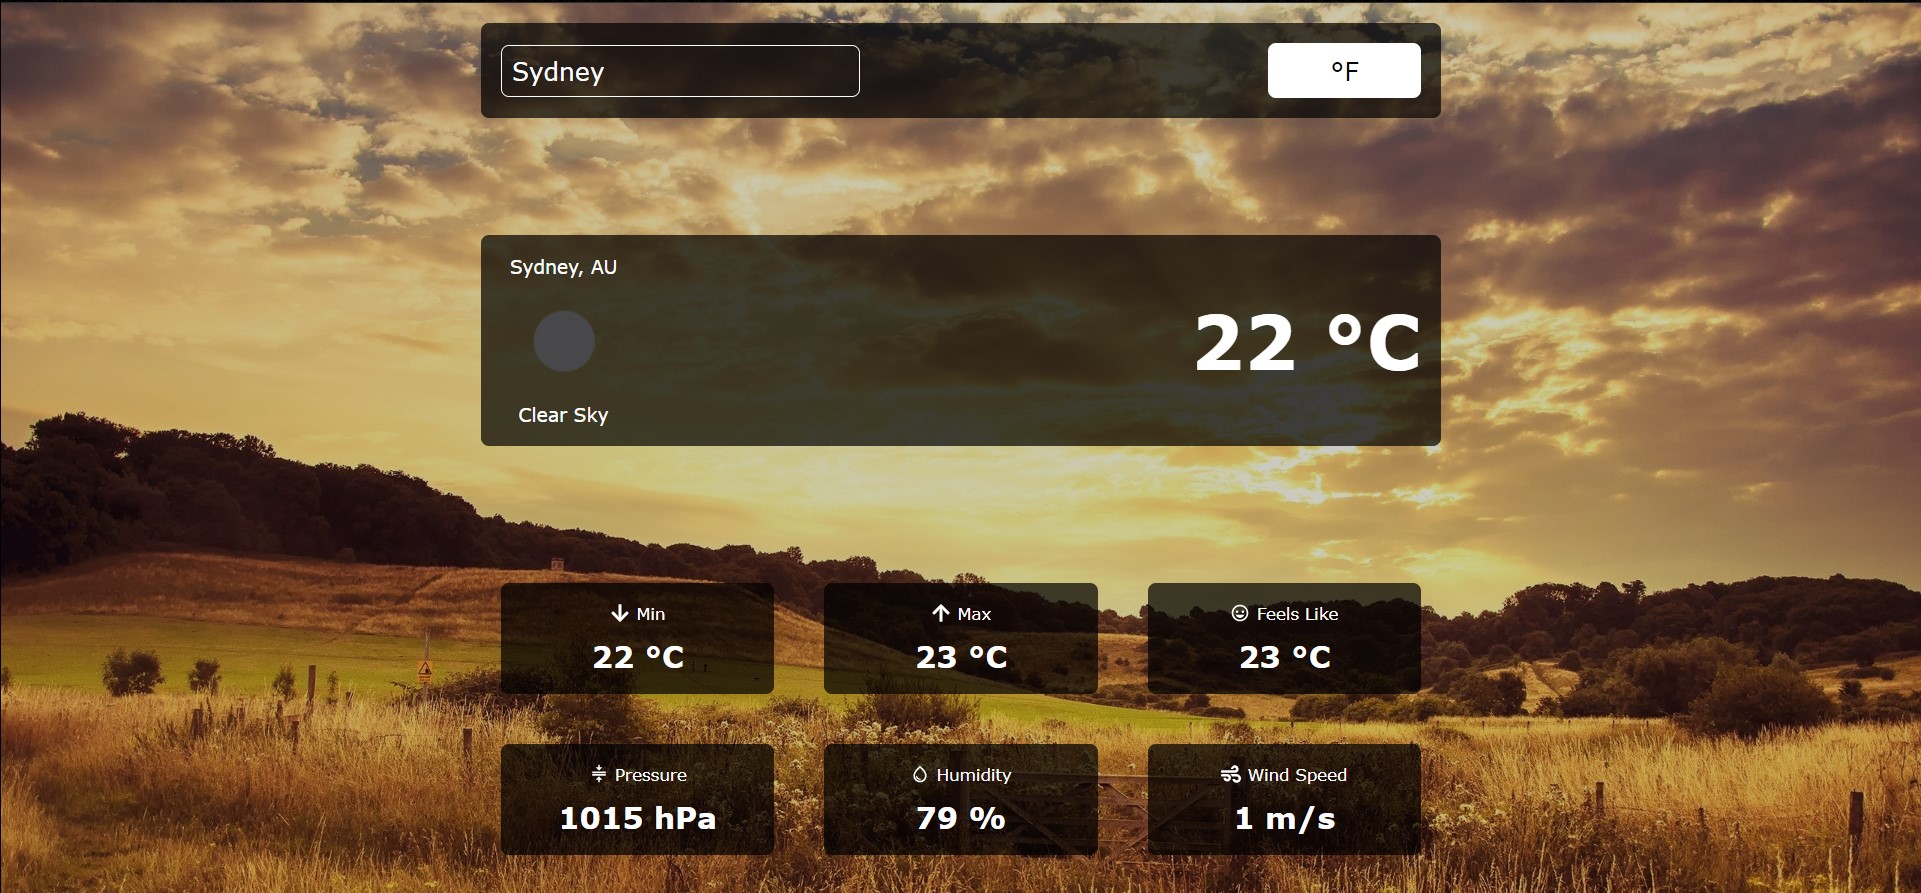 Sydney
°F
Sydney, AU
22 °C
Clear Sky
Min
22 °C
Max
23 °C
Feels Like
23 °C
Pressure
1015 hPa
Humidity
79 %
Wind Speed
1 m/s